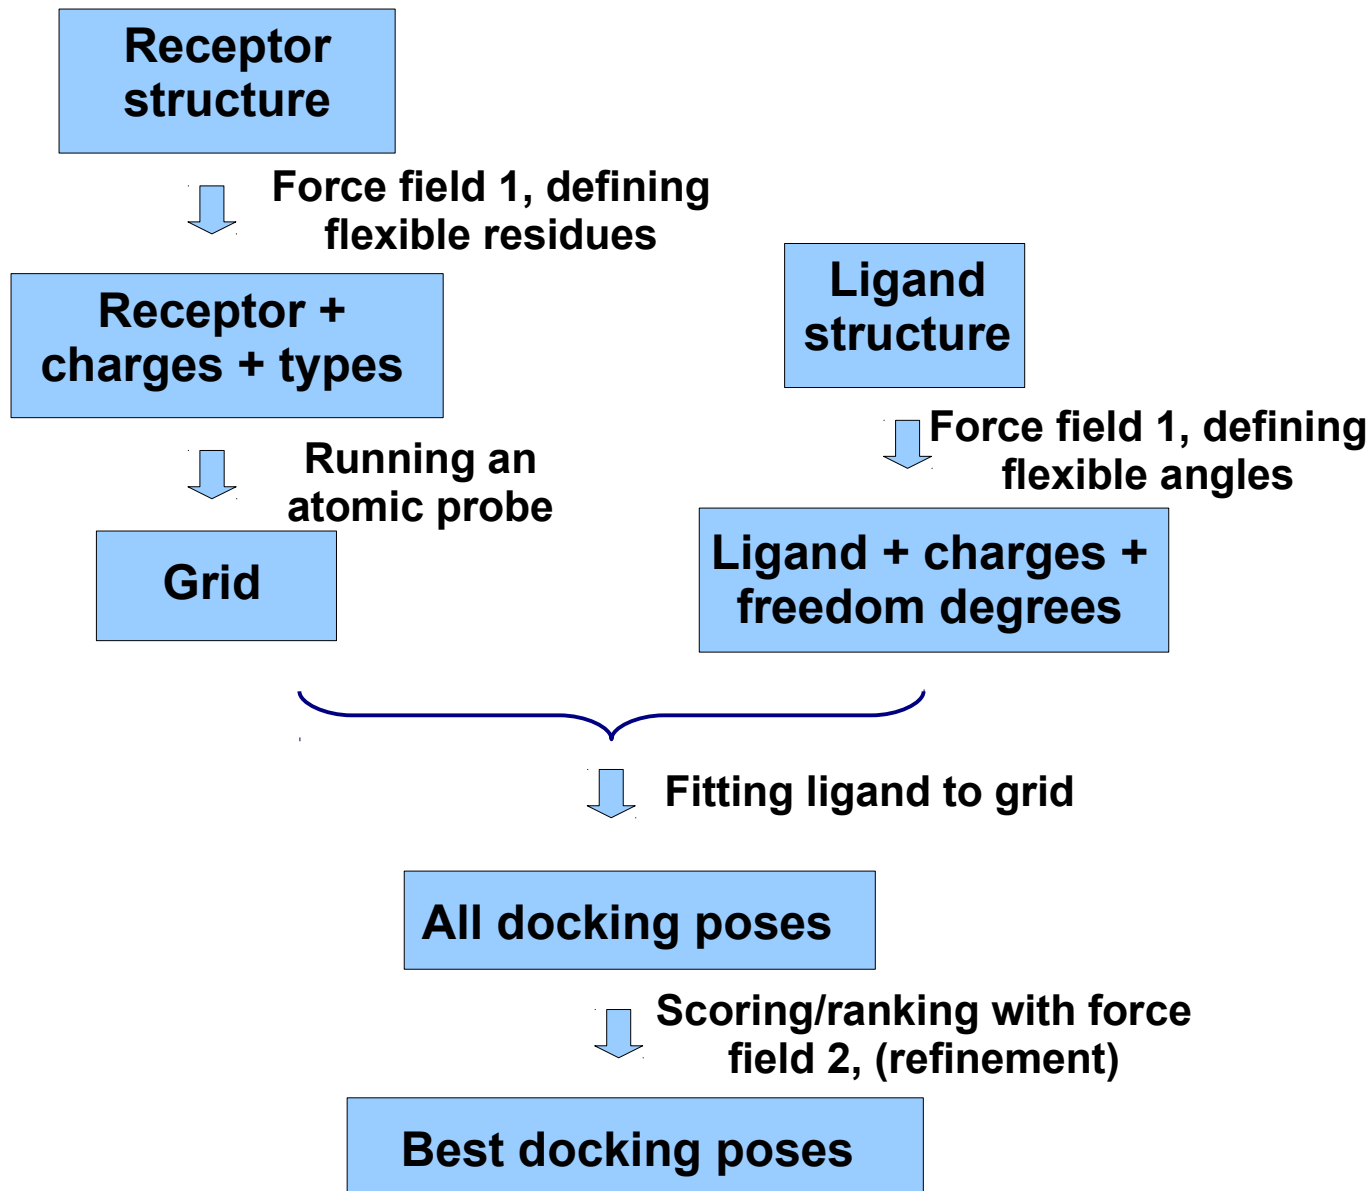 Receptor
structure
Force field 1, defining
flexible residues
Receptor +
charges + types
Running an
atomic probe
Grid
Ligand
structure
Force field 1, defining
flexible angles
Ligand + charges +
freedom degrees
Fitting ligand to grid
All docking poses
Scoring/ranking with force
field 2, (refinement)
Best docking poses